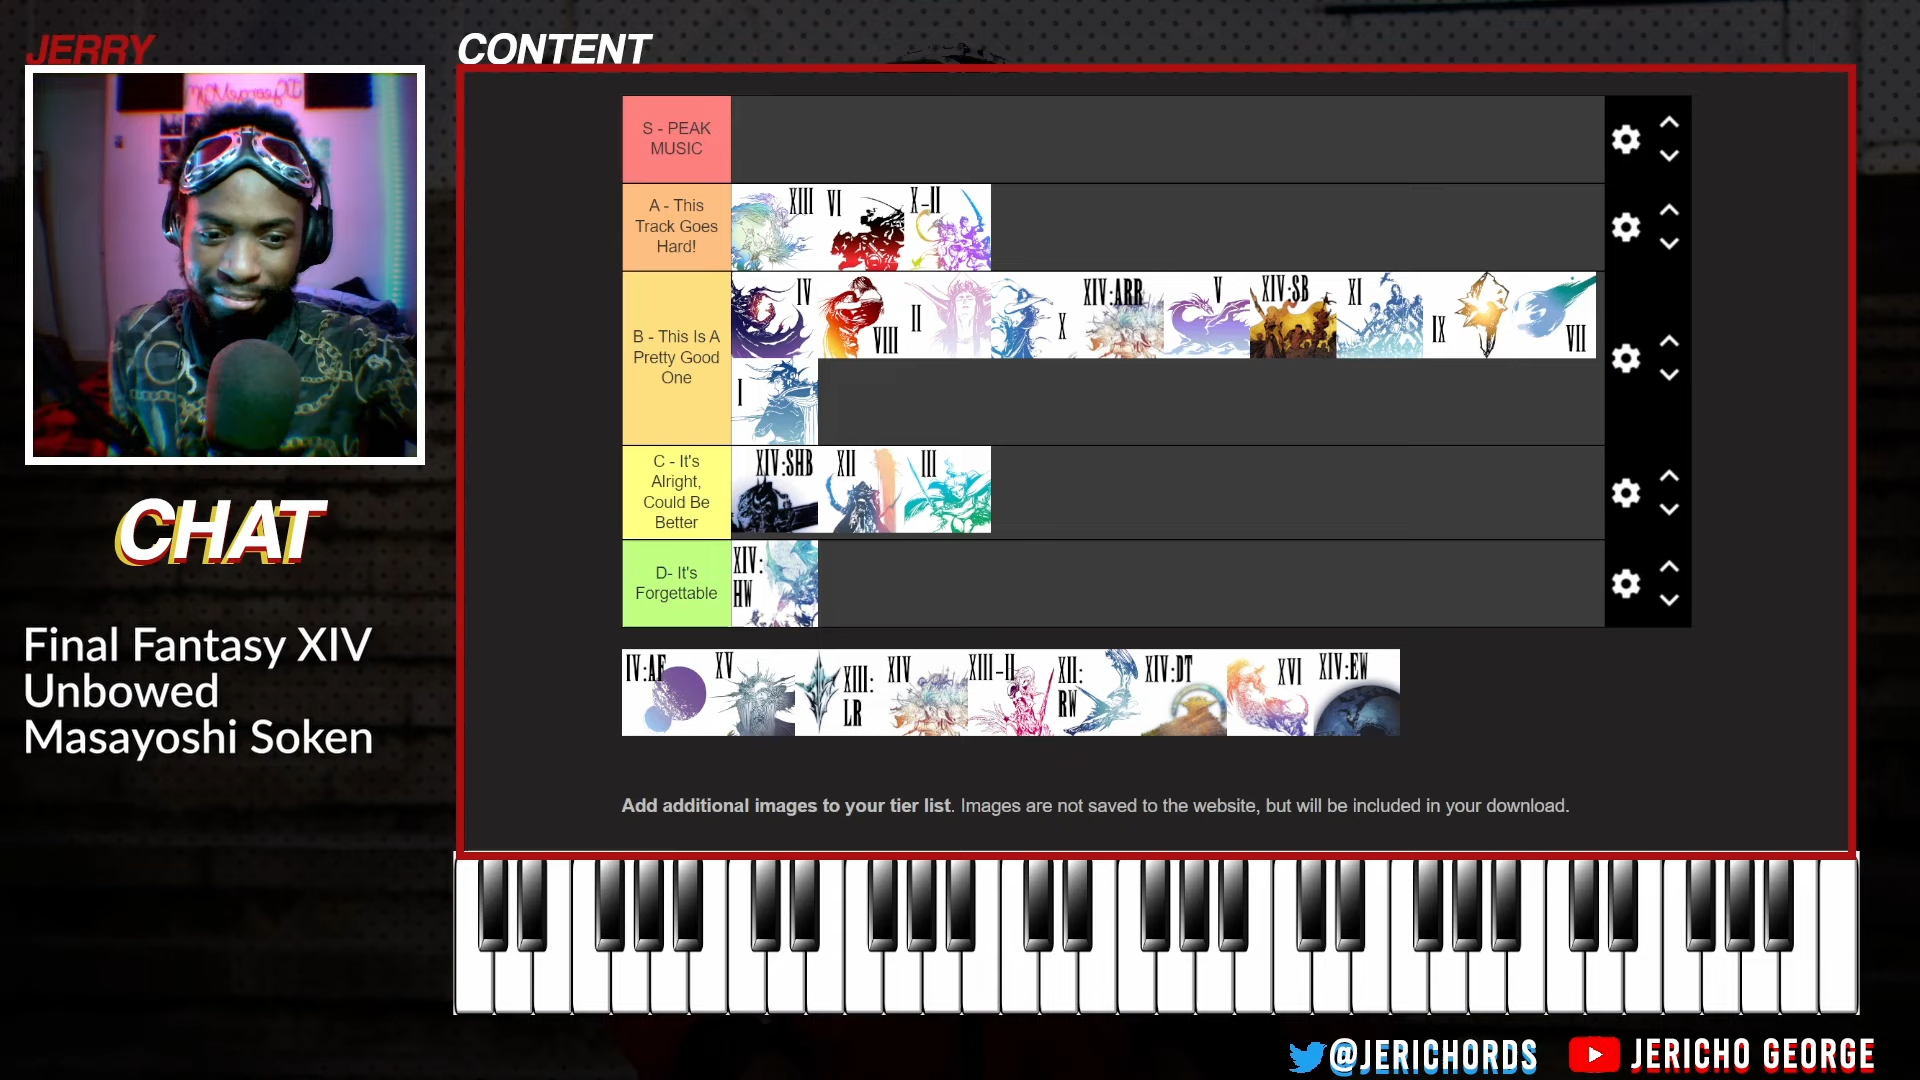 JERRY
CONTENT
S - PEAK
MUSIC
A - This
Track Goes
Hard!
XIII
VI
X-II
B - This Is A
Pretty Good
One
IV
VIII
II
X
XIV:ARR
V
XIV:SB
XI
IX
VII
I
C - It's
Alright,
Could Be
Better
XIV:SHB
XII
III
D- It's
Forgettable
XIV:
HW
IV:AF
XV
XIII:
LR
XIV
XIII-II
XII:
RW
XIV:DT
XVI
XIV:EW
Add additional images to your tier list. Images are not saved to the website, but will be included in your download.
CHAT
Final Fantasy XIV
Unbowed
Masayoshi Soken
@JERICHORDS
JERICHO GEORGE